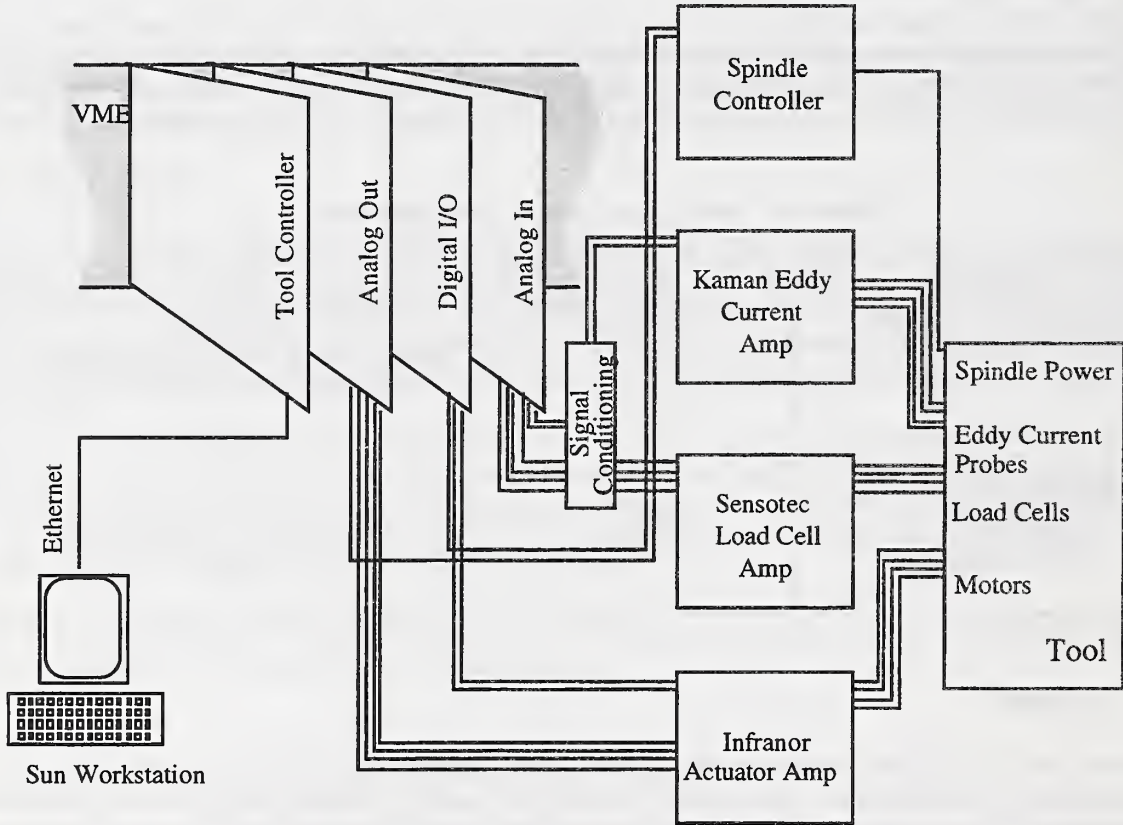 VME
Tool Controller
Analog Out
Digital I/O
Analog In
Signal
Conditioning
Spindle
Controller
Kaman Eddy
Current
Amp
Sensotec
Load Cell
Amp
Infranor
Actuator Amp
Spindle Power
Eddy Current
Probes
Load Cells
Motors
Tool
Ethernet
Sun Workstation